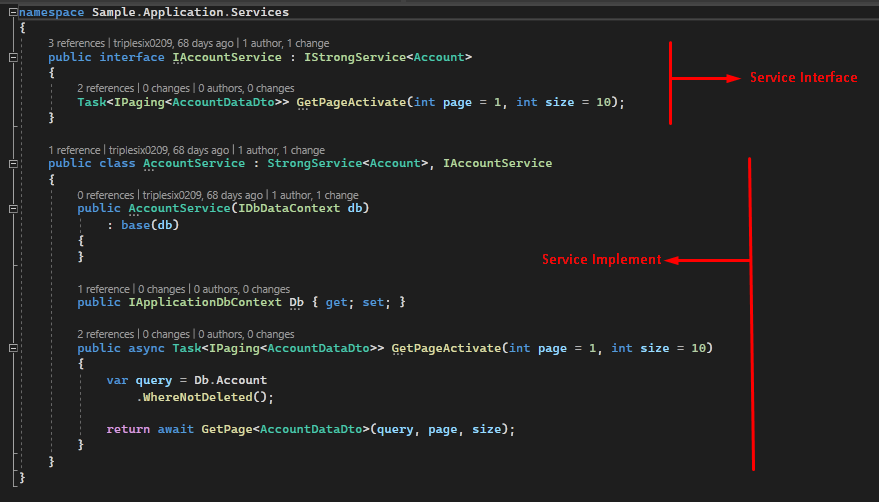 namespace Sample.Application.Services
{
3 references | triplesix0209, 68 days ago | 1 author, 1 change
public interface IAccountService : IStrongService<Account>
{
2 references | 0 changes | 0 authors, 0 changes
Task<IPaging<AccountDataDto>> GetPageActivate(int page = 1, int size = 10);
}
Service Interface
1 reference | triplesix0209, 68 days ago | 1 author, 1 change
public class AccountService : StrongService<Account>, IAccountService
{
0 references | triplesix0209, 68 days ago | 1 author, 1 change
public AccountService(IDbDataContext db)
: base(db)
{
}
Service Implement
1 reference | 0 changes | 0 authors, 0 changes
public IApplicationDbContext Db { get; set; }
2 references | 0 changes | 0 authors, 0 changes
public async Task<IPaging<AccountDataDto>> GetPageActivate(int page = 1, int size = 10)
{
var query = Db.Account
.WhereNotDeleted();
return await GetPage<AccountDataDto>(query, page, size);
}
}
}